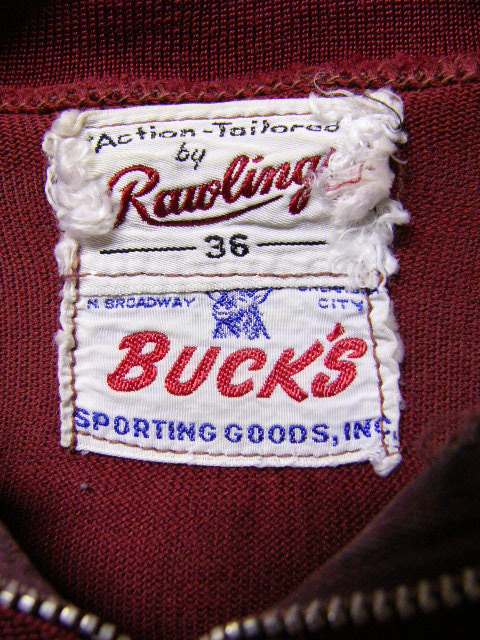 "Action-Tailored
by
Rawlings
36
N. BROADWAY
CITY
BUCK'S
SPORTING GOODS, INC.